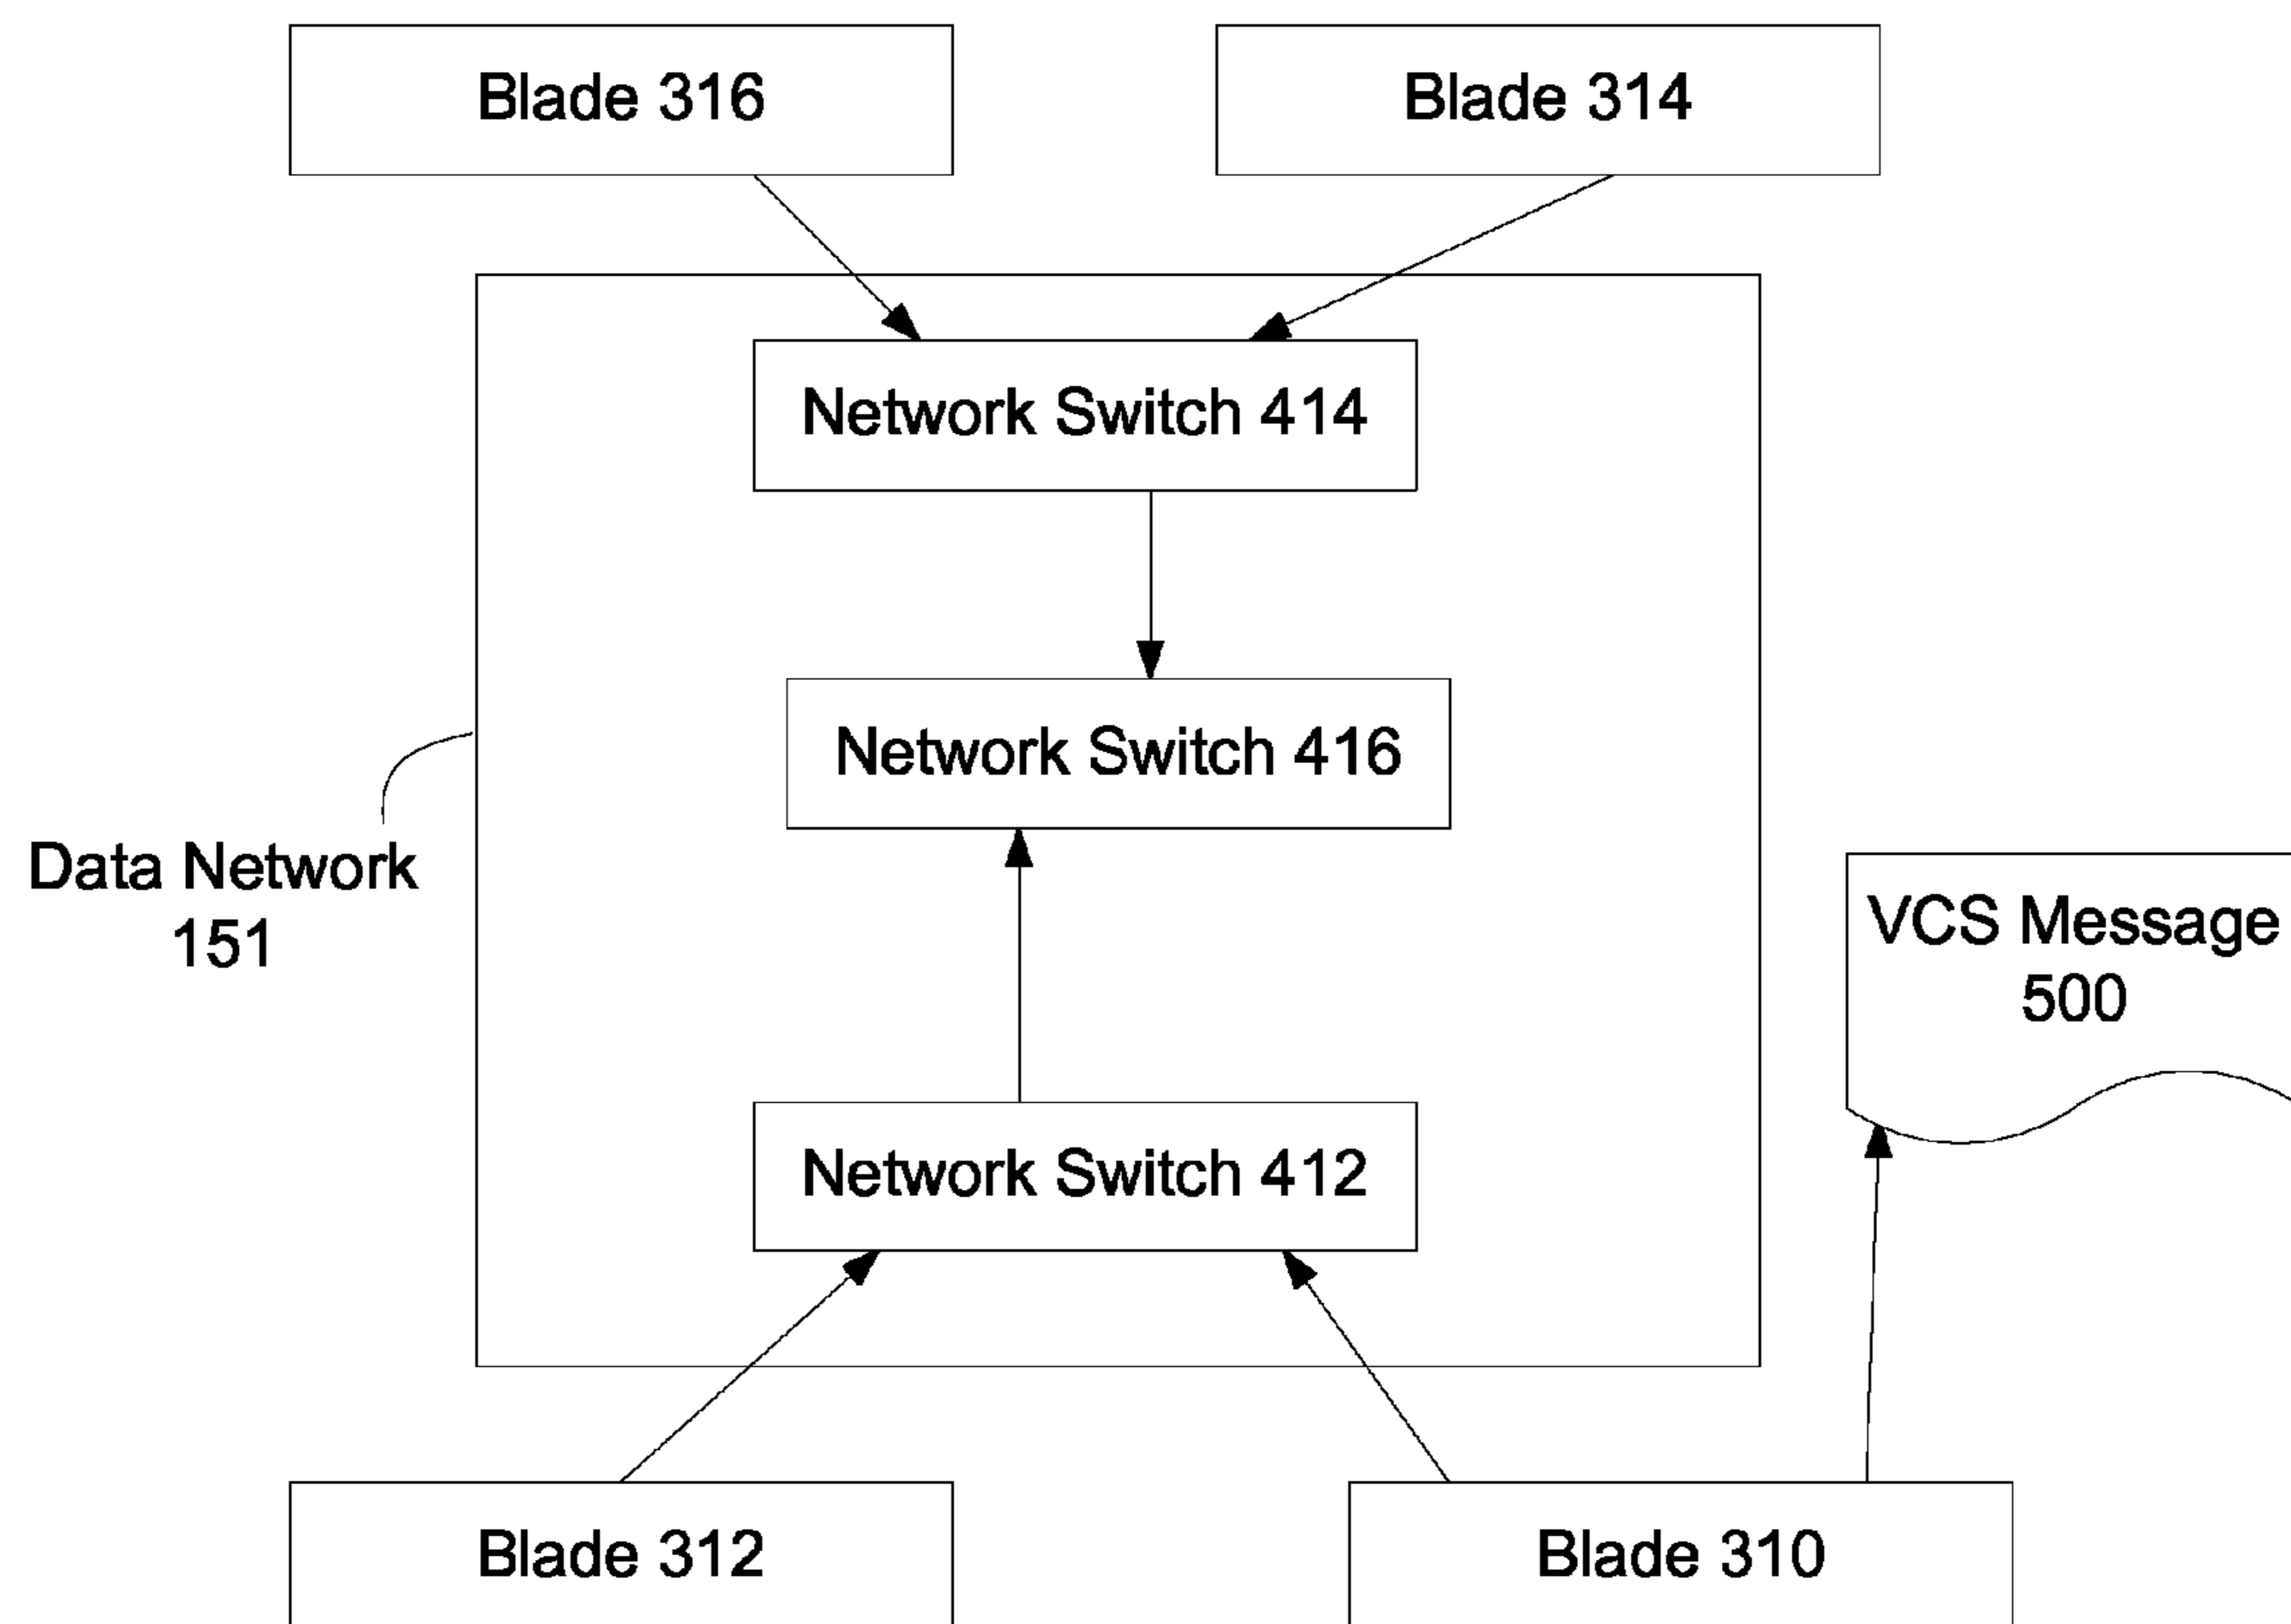 Blade 316
Blade 314
Network Switch 414
Network Switch 416
Data Network
151
VCS Message
500
Network Switch 412
Blade 312
Blade 310